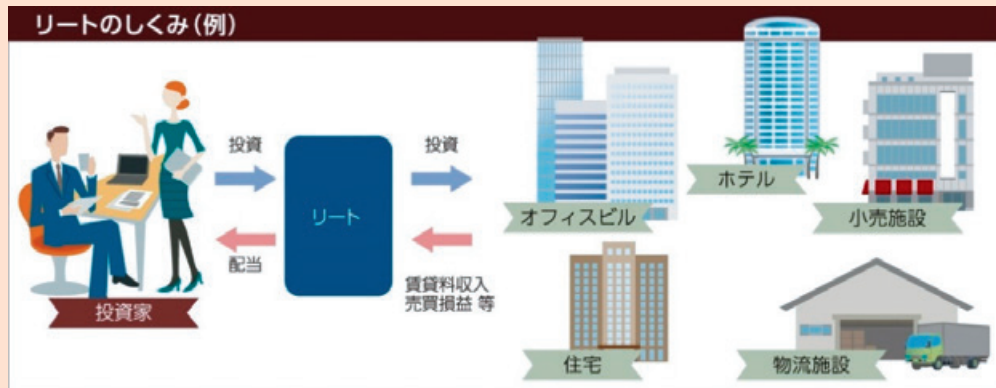 リートのしくみ(例)
投資
投資
リート
配当
賃貸料収入
売買損益 等
投資家
オフィスビル
ホテル
小売施設
住宅
物流施設